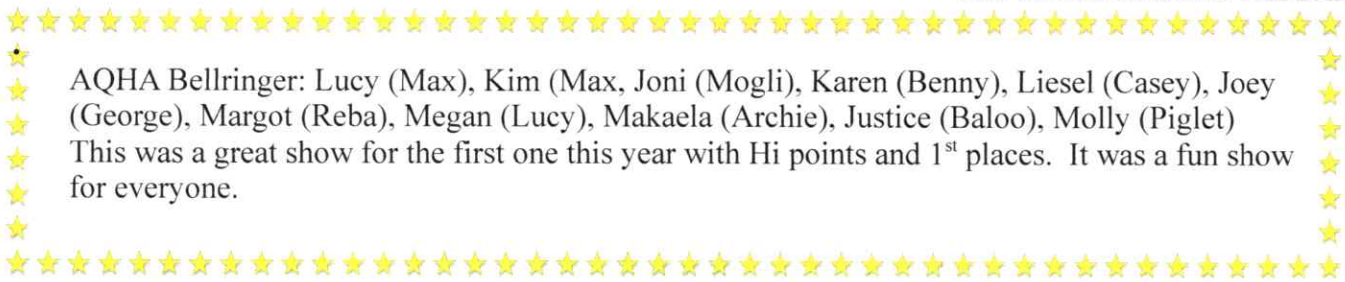 AQHA Bellringer: Lucy (Max), Kim (Max, Joni (Mogli), Karen (Benny), Liesel (Casey), Joey
(George), Margot (Reba), Megan (Lucy), Makaela (Archie), Justice (Baloo), Molly (Piglet)
This was a great show for the first one this year with Hi points and 1st places.  It was a fun show
for everyone.